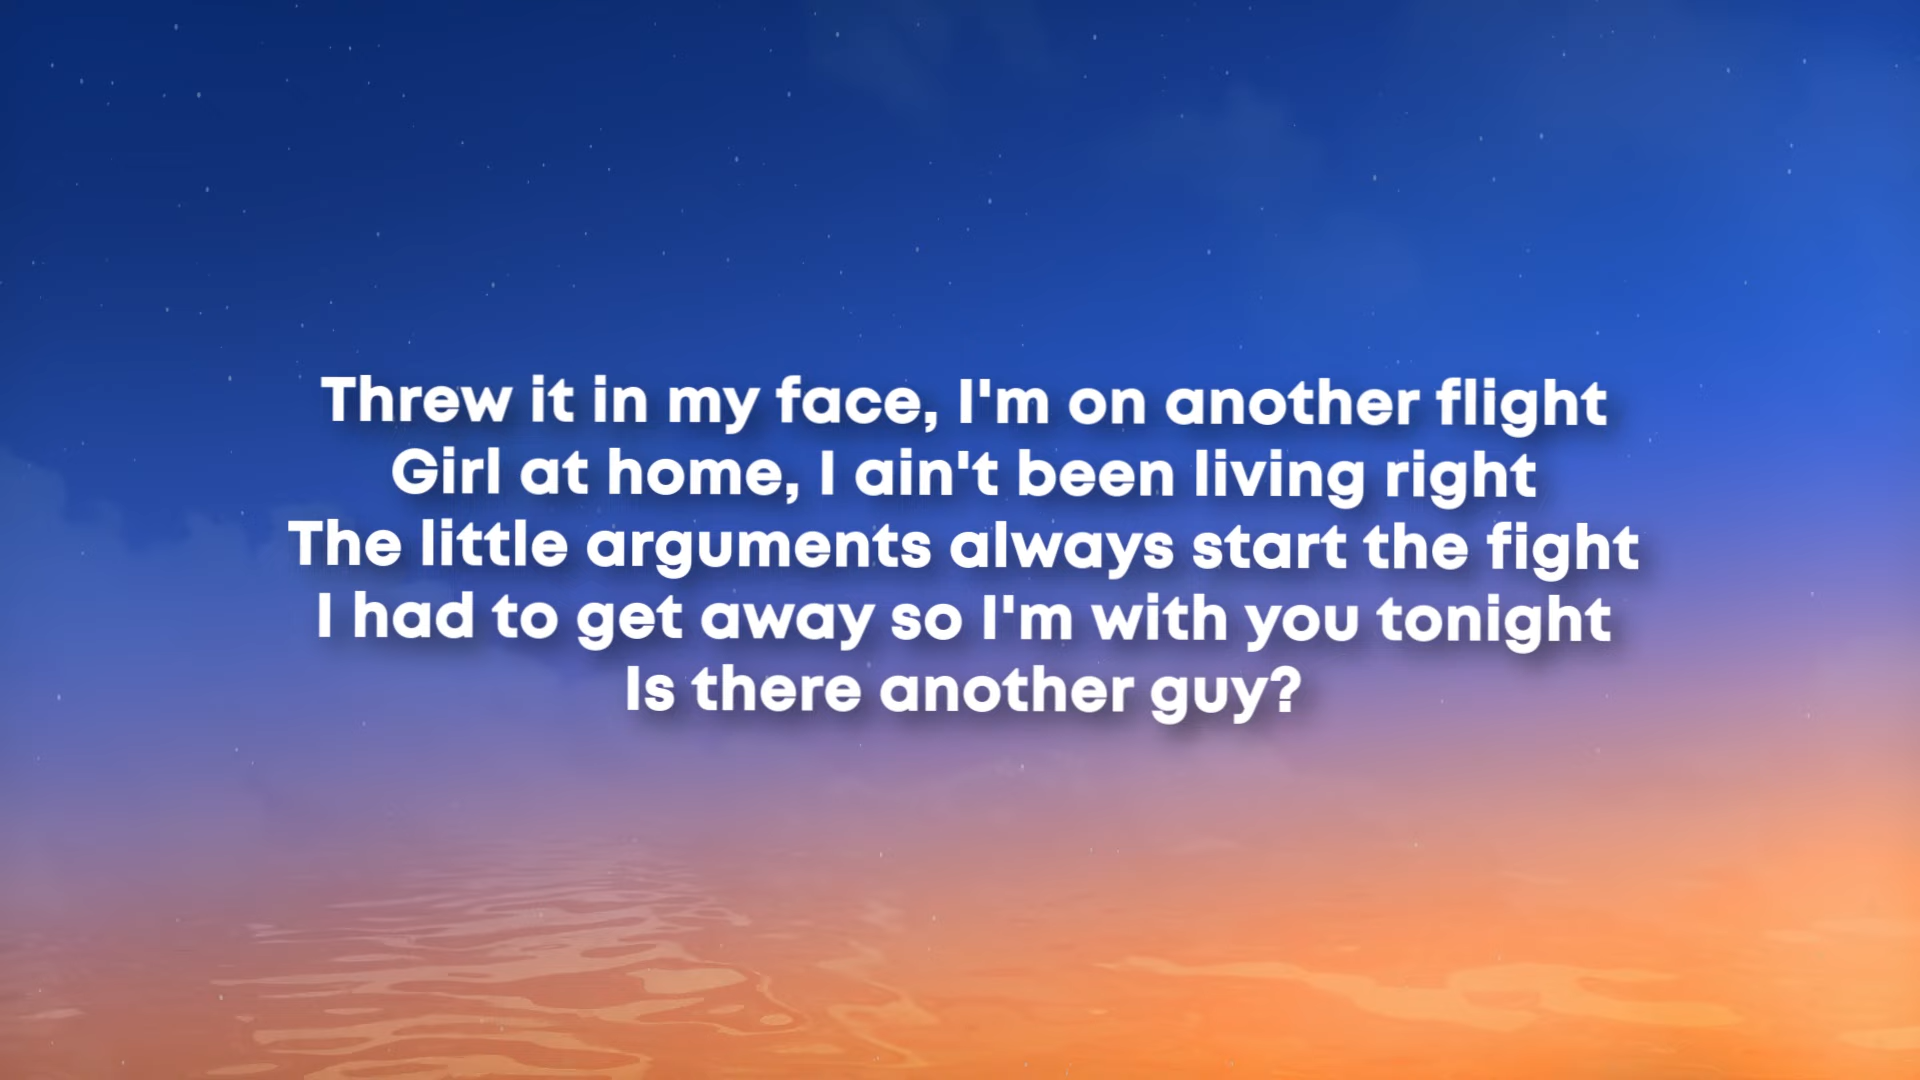 Threw it in my face, I'm on another flight
Girl at home, I ain't been living right
The little arguments always start the fight
I had to get away so I'm with you tonight
Is there another guy?